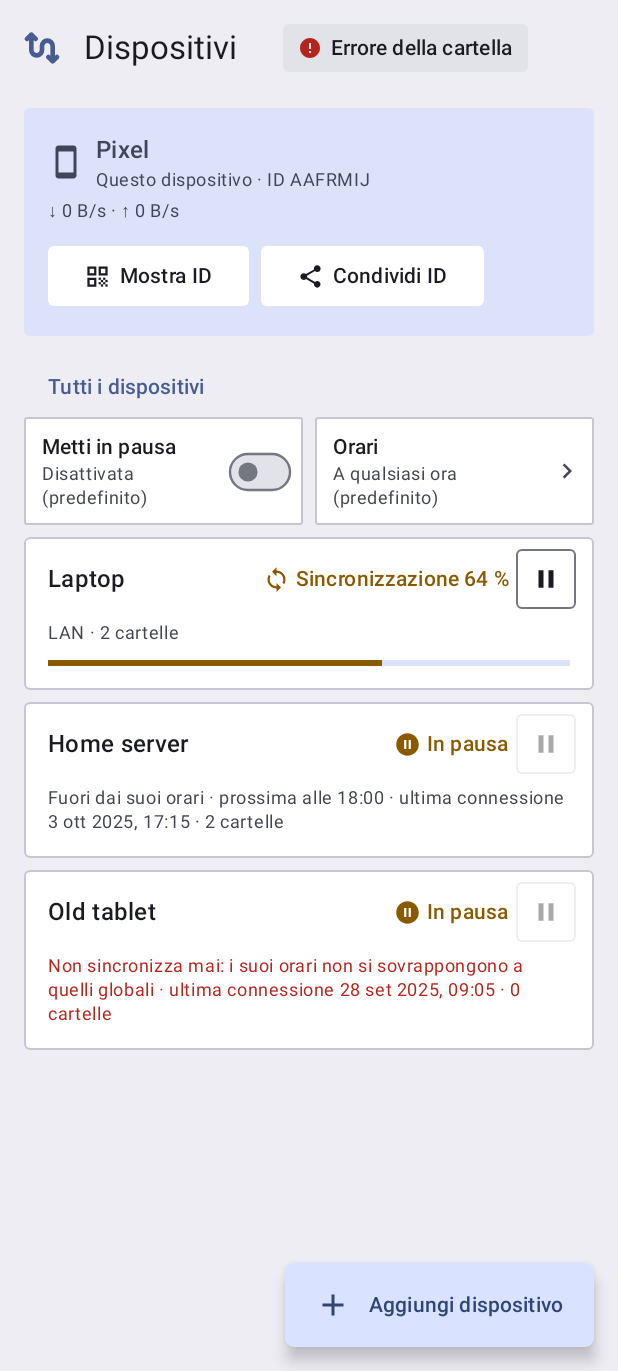 Dispositivi
Errore della cartella
Pixel
Questo dispositivo · ID AAFRMIJ
↓ 0 B/s · ↑ 0 B/s
Mostra ID
Condividi ID
Tutti i dispositivi
Metti in pausa
Disattivata
(predefinito)
Orari
A qualsiasi ora
(predefinito)
Laptop
Sincronizzazione 64 %
LAN · 2 cartelle
Home server
In pausa
Fuori dai suoi orari · prossima alle 18:00 · ultima connessione
3 ott 2025, 17:15 · 2 cartelle
Old tablet
In pausa
Non sincronizza mai: i suoi orari non si sovrappongono a
quelli globali · ultima connessione 28 set 2025, 09:05 · 0
cartelle
Aggiungi dispositivo